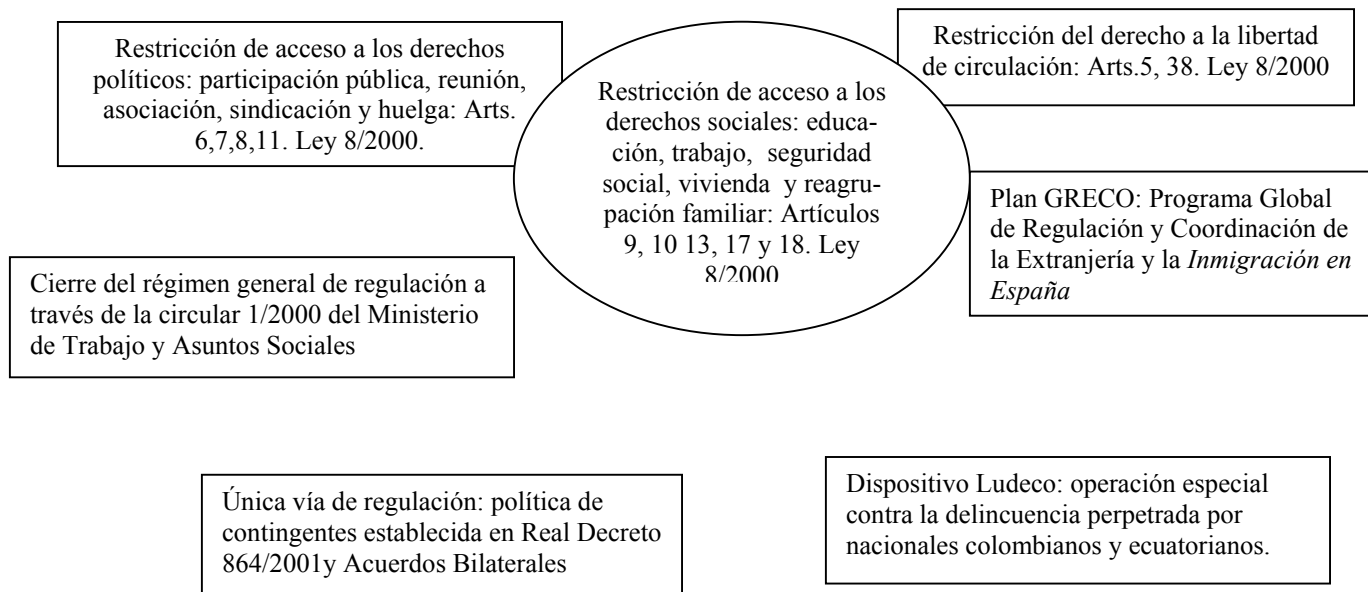 Restricción de acceso a los derechos
políticos: participación pública, reunión,
asociación, sindicación y huelga: Arts.
6,7,8,11. Ley 8/2000.
Restricción de acceso a los
derechos sociales: educa-
ción, trabajo, seguridad
social, vivienda y reagru-
pación familiar: Artículos
9, 10 13, 17 y 18. Ley
8/2000
Restricción del derecho a la libertad
de circulación: Arts.5, 38. Ley 8/2000
Plan GRECO: Programa Global
de Regulación y Coordinación de
la Extranjería y la Inmigración en
España
Cierre del régimen general de regulación a
través de la circular 1/2000 del Ministerio
de Trabajo y Asuntos Sociales
Única vía de regulación: política de
contingentes establecida en Real Decreto
864/2001y Acuerdos Bilaterales
Dispositivo Ludeco: operación especial
contra la delincuencia perpetrada por
nacionales colombianos y ecuatorianos.